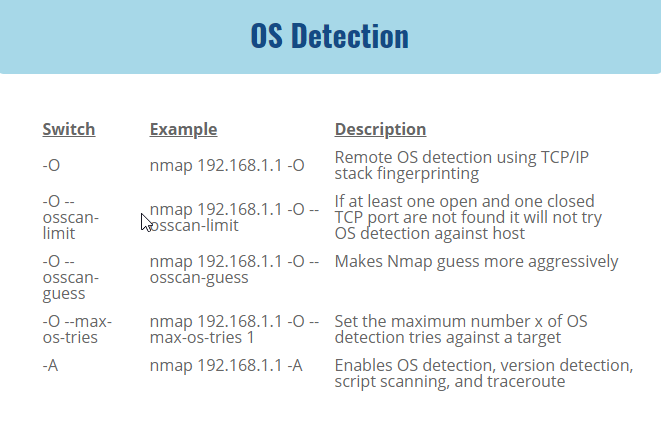 OS Detection
Switch Example Description
-O nmap 192.168.1.1 -O Remote OS detection using TCP/IP
stack fingerprinting
-O --
osscan-
limit
nmap 192.168.1.1 -O --
osscan-limit
If at least one open and one closed
TCP port are not found it will not try
OS detection against host
-O --
osscan-
guess
nmap 192.168.1.1 -O --
osscan-guess
Makes Nmap guess more aggressively
-O --max-
os-tries
nmap 192.168.1.1 -O --
max-os-tries 1
Set the maximum number x of OS
detection tries against a target
-A nmap 192.168.1.1 -A Enables OS detection, version detection,
script scanning, and traceroute